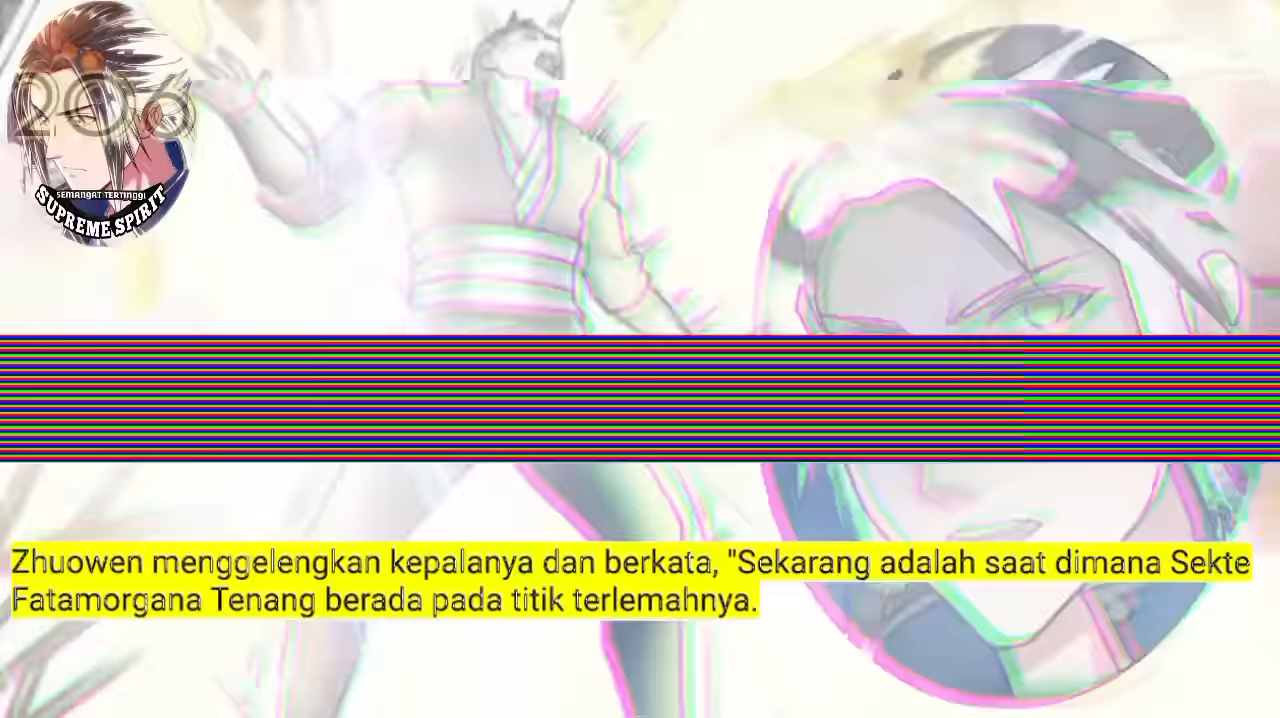 206
SEMANGAT TERTINGGI
SUPREME SPIRIT
Zhuowen menggelengkan kepalanya dan berkata, "Sekarang adalah saat dimana Sekte
Fatamorgana Tenang berada pada titik terlemahnya.